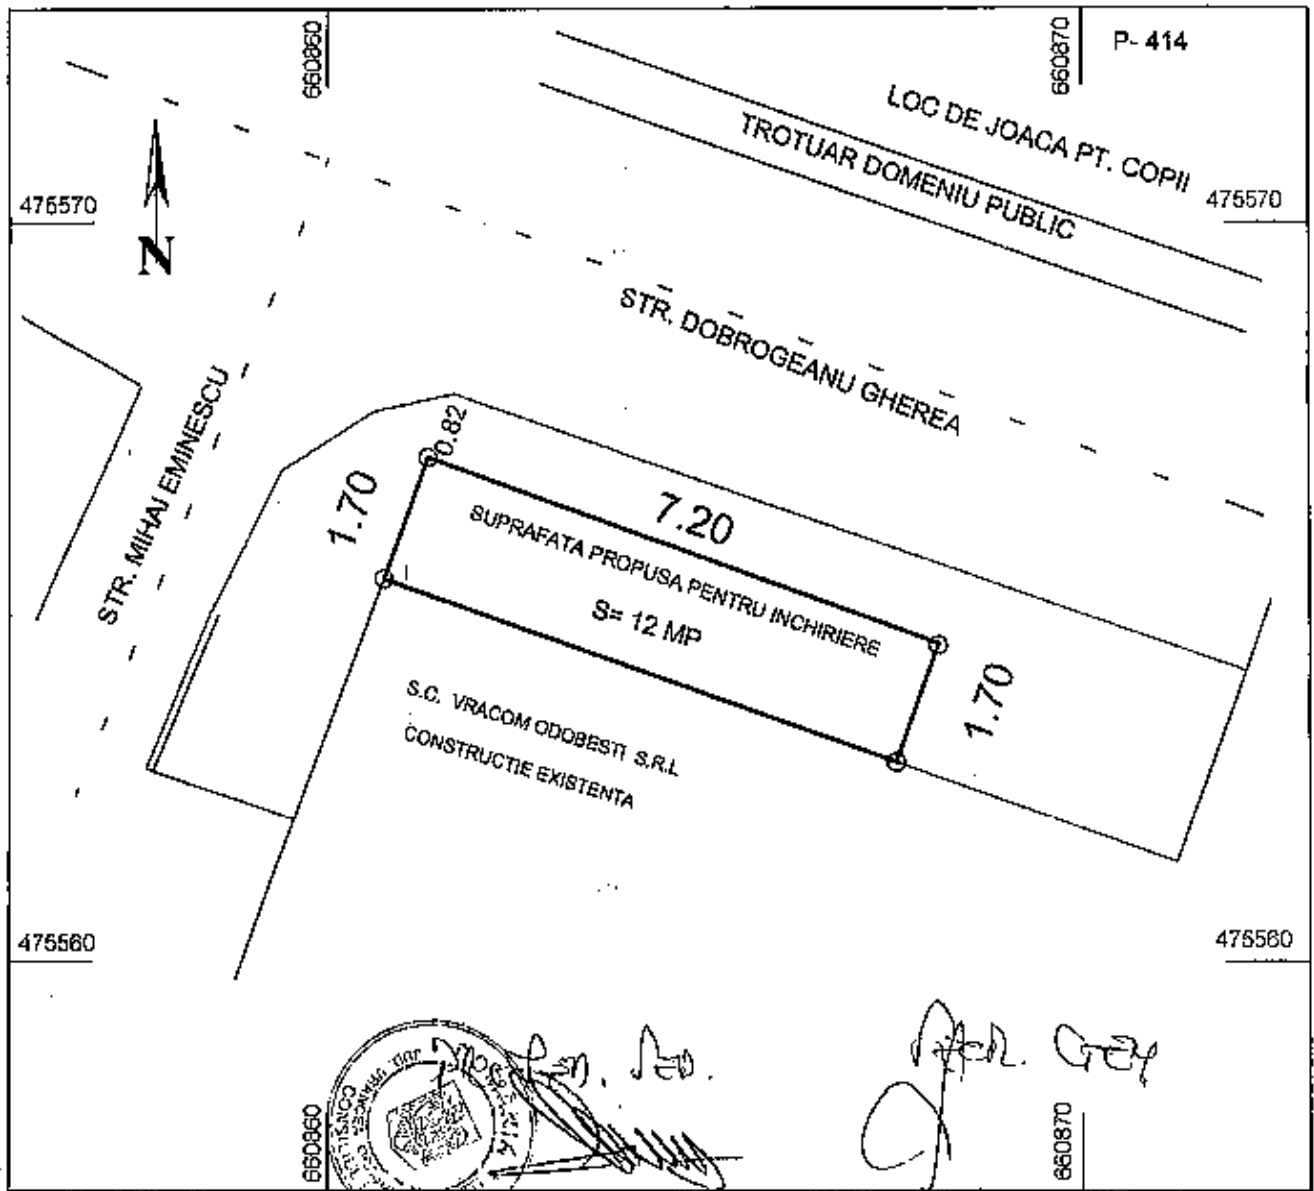 660860
660870
P- 414
LOC DE JOACA PT. COPII
TROTUAR DOMENIU PUBLIC
475570
475570
N
STR. DOBROGEANU GHEREA
STR. MIHAI EMINESCU
0.82
1.70
7.20
SUPRAFATA PROPUSA PENTRU INCHIRIERE
S= 12 MP
1.70
S.C. VRACOM ODOBESTI S.R.L
CONSTRUCTIE EXISTENTA
475560
475560
660860
660870